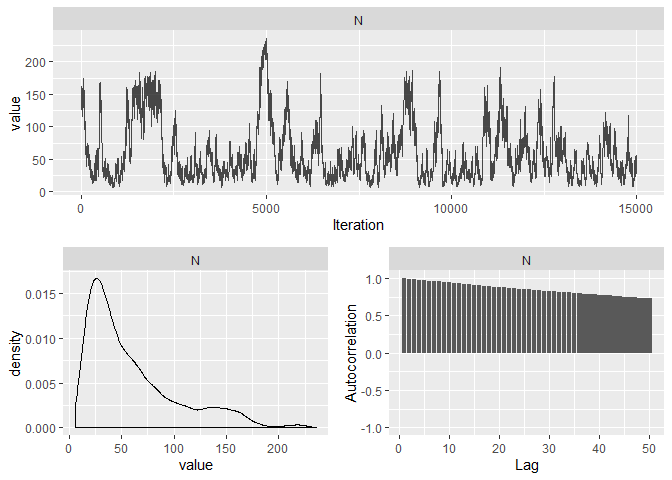 N
value
200
150
100
50
0
0 5000 10000 15000
Iteration
N
density
0.015
0.010
0.005
0.000
0 50 100 150 200
value
N
Autocorrelation
1.0
0.5
0.0
-0.5
-1.0
0 10 20 30 40 50
Lag